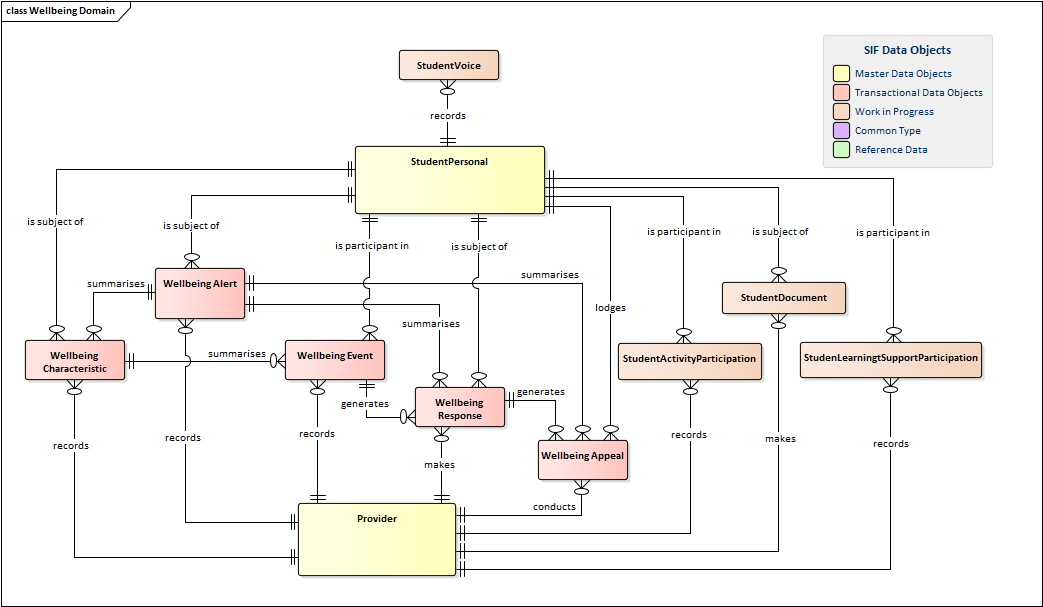 class Wellbeing Domain
SIF Data Objects
Master Data Objects
Transactional Data Objects
Work in Progress
Common Type
Reference Data
StudentVoice
records
StudentPersonal
is subject of
is subject of
is participant in
is subject of
is participant in
is subject of
is participant in
summarises
Wellbeing Alert
summarises
lodges
StudentDocument
summarises
summarises
Wellbeing
Characteristic
Wellbeing Event
StudentActivityParticipation
StudenLearningtSupportParticipation
generates
Wellbeing
Response
generates
records
records
records
makes
Wellbeing Appeal
records
makes
records
conducts
Provider